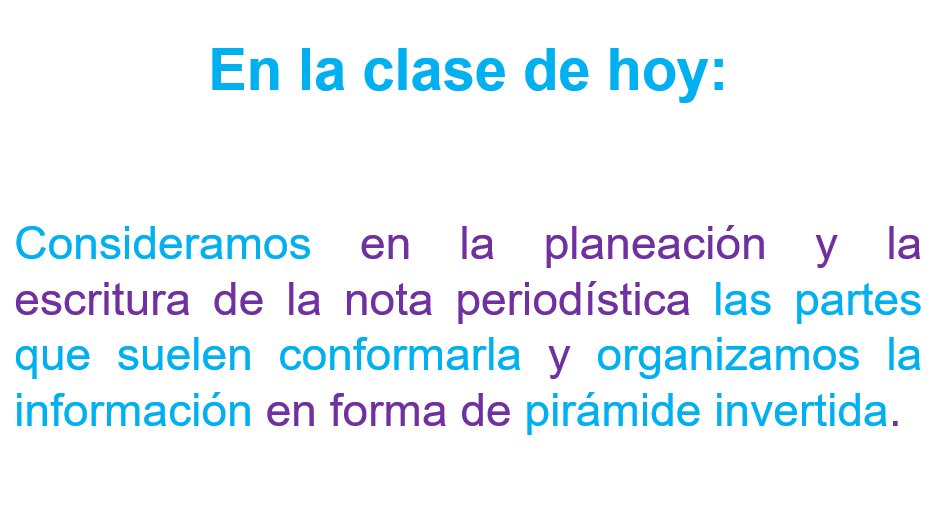 En la clase de hoy:
Consideramos en la planeación y la
escritura de la nota periodística las partes
que suelen conformarla y organizamos la
información en forma de pirámide invertida.